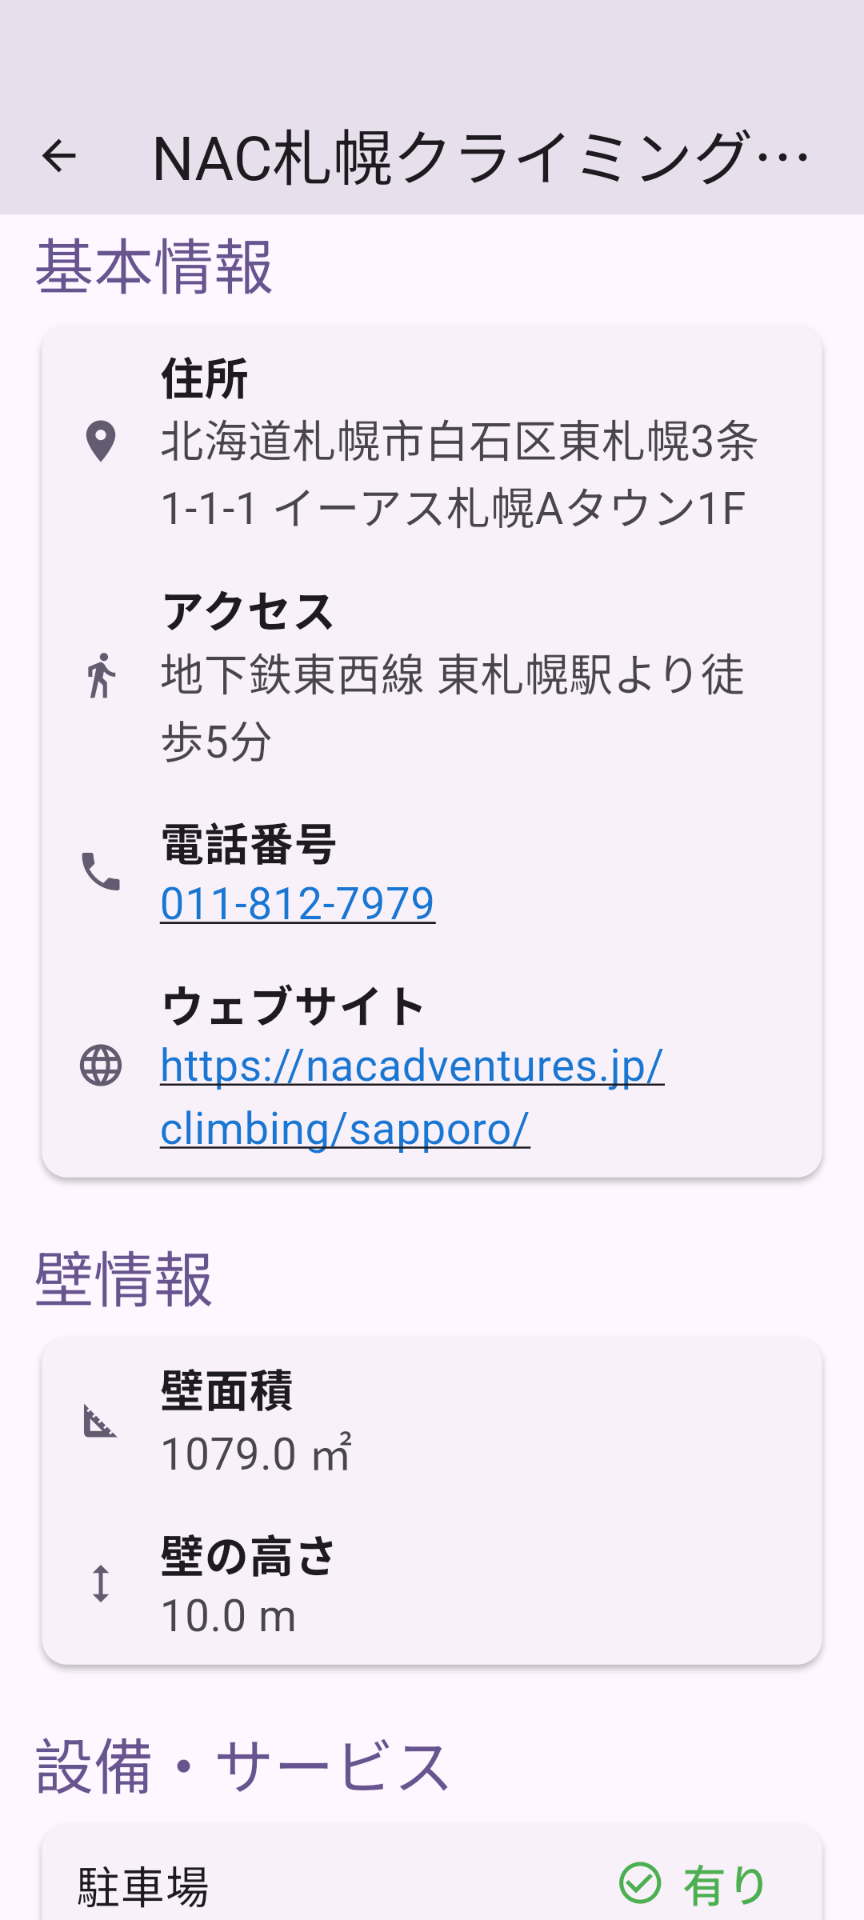 NAC札幌クライミング…
基本情報
住所
北海道札幌市白石区東札幌3条
1-1-1 イーアス札幌Aタウン1F
アクセス
地下鉄東西線 東札幌駅より徒
歩5分
電話番号
011-812-7979
ウェブサイト
https://nacadventures.jp/
climbing/sapporo/
壁情報
壁面積
1079.0 ㎡
壁の高さ
10.0 m
設備・サービス
駐車場 有り